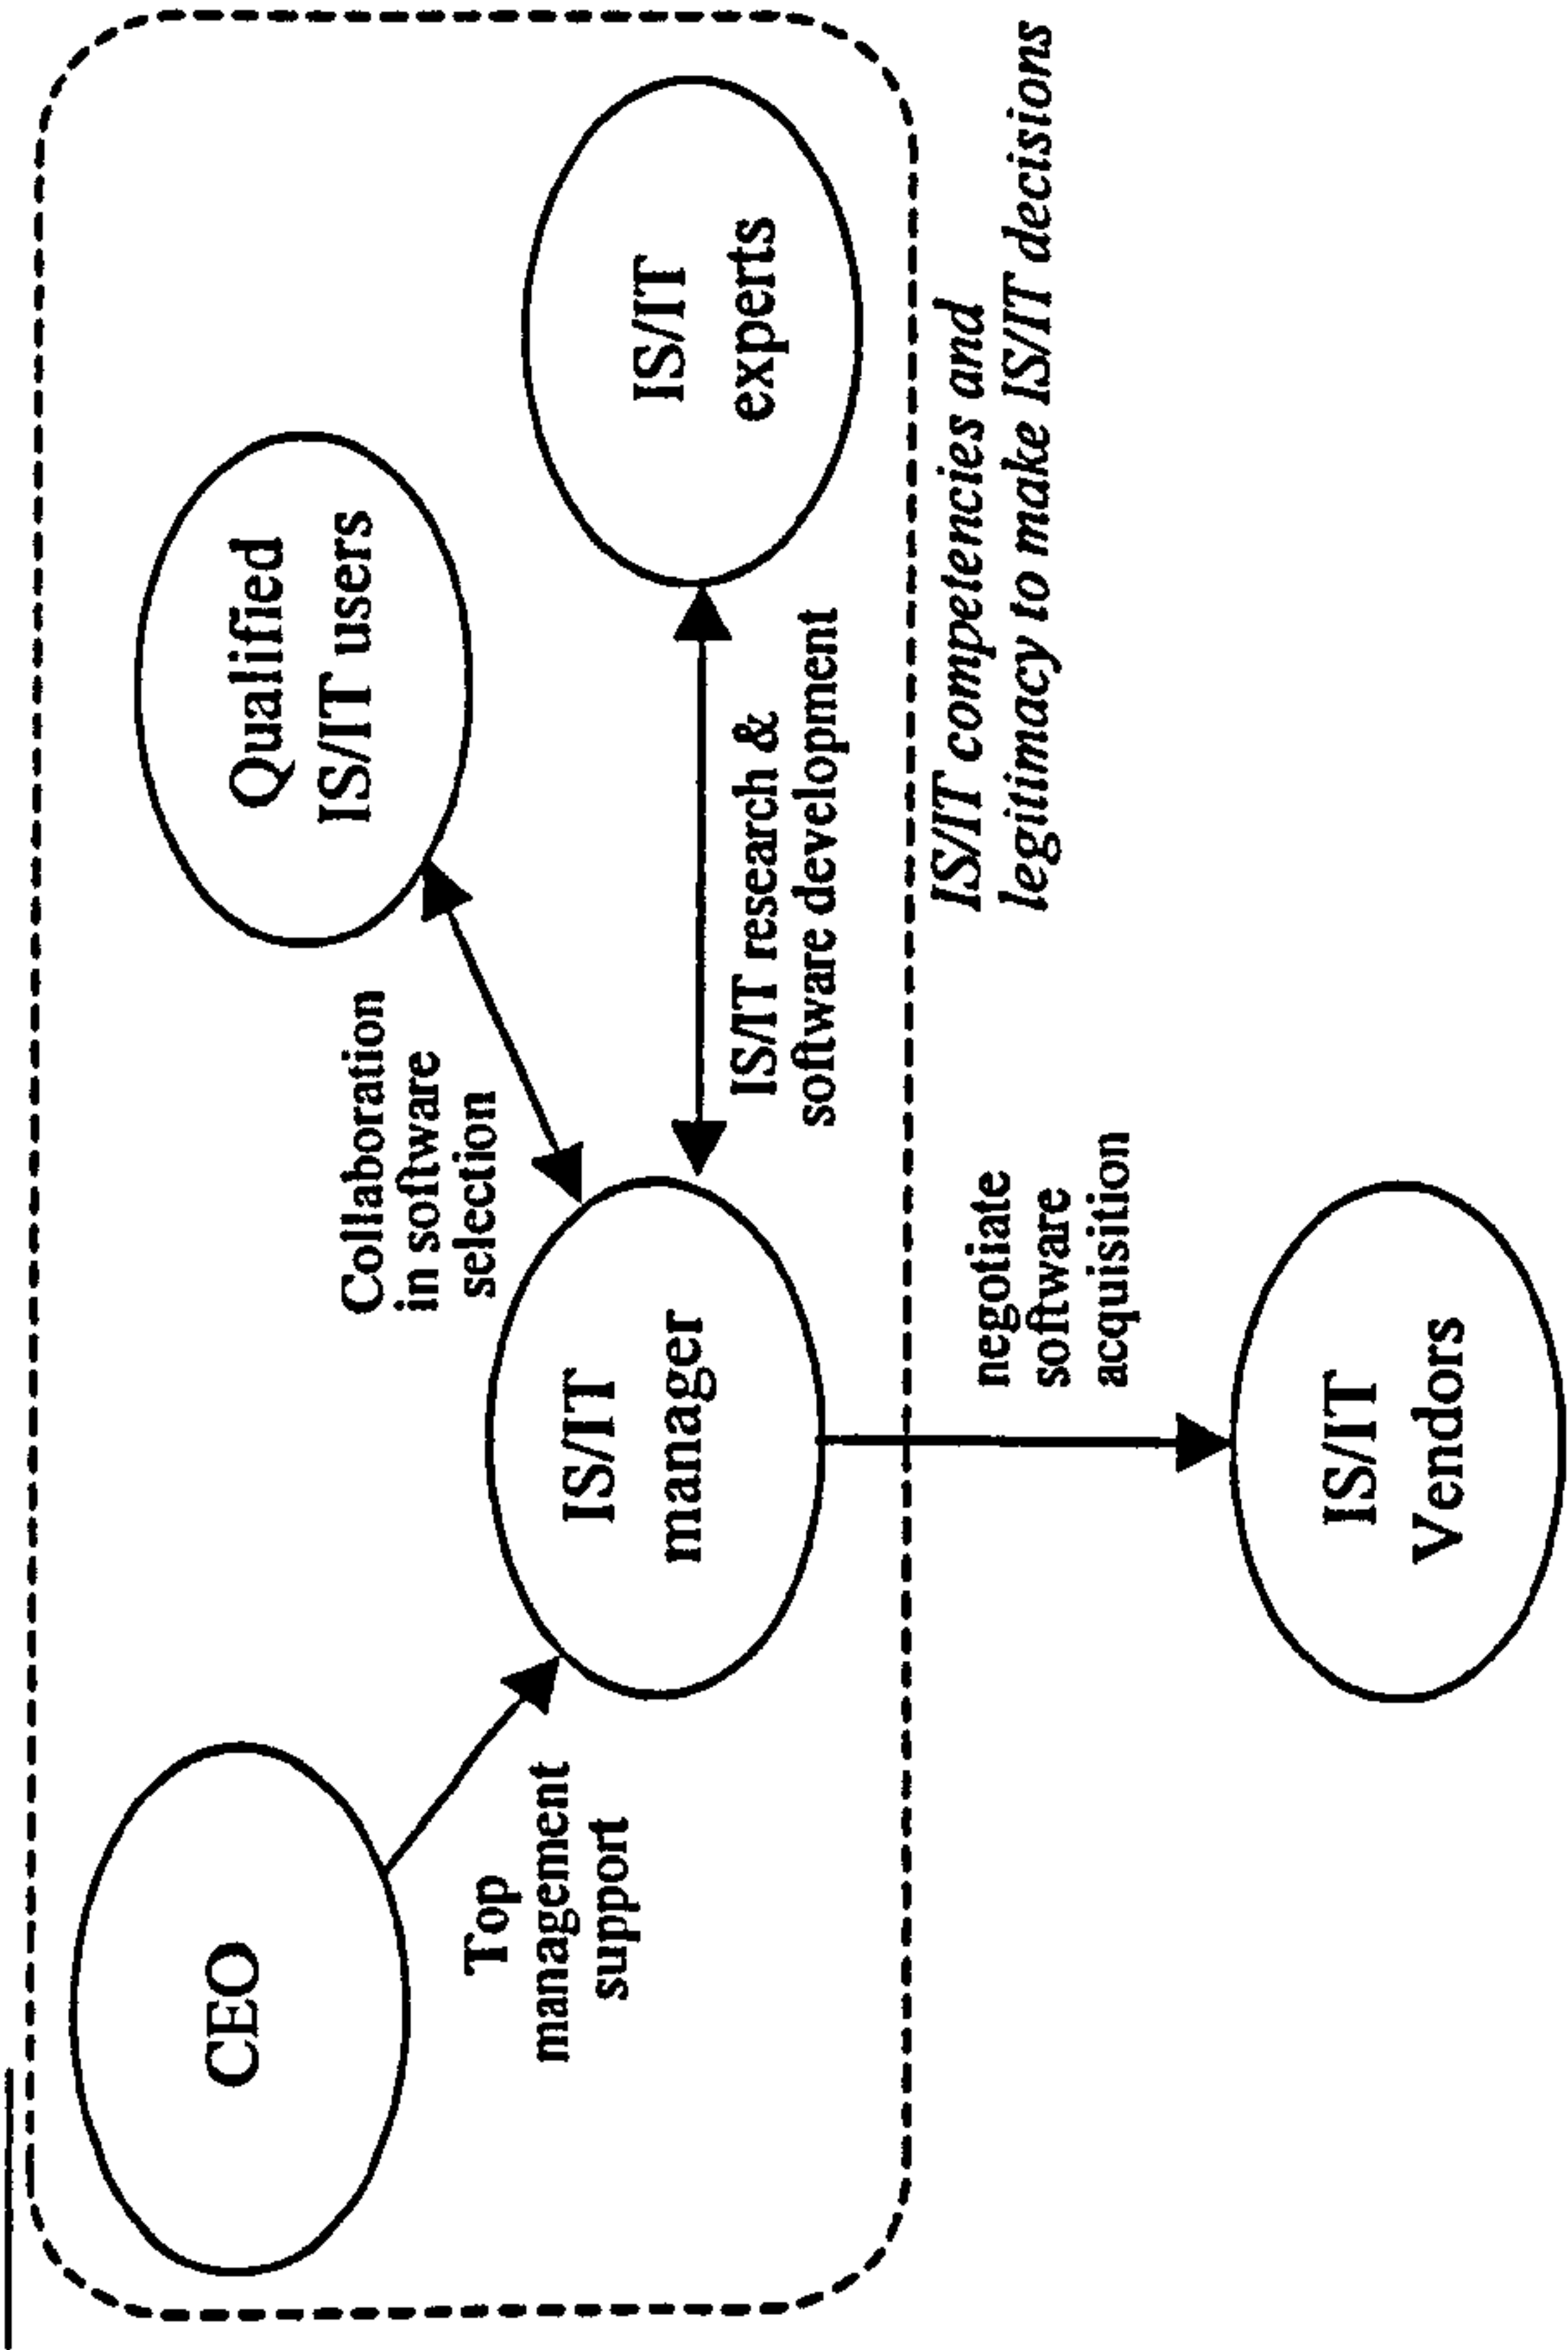 CEO
Top
management
support
IS/IT
manager
Collaboration
in software
selection
Qualified
IS/IT users
IS/IT research &
software development
IS/IT
experts
IS/IT competencies and
legitimacy to make IS/IT decisions
negotiate
software
acquisition
IS/IT
Vendors